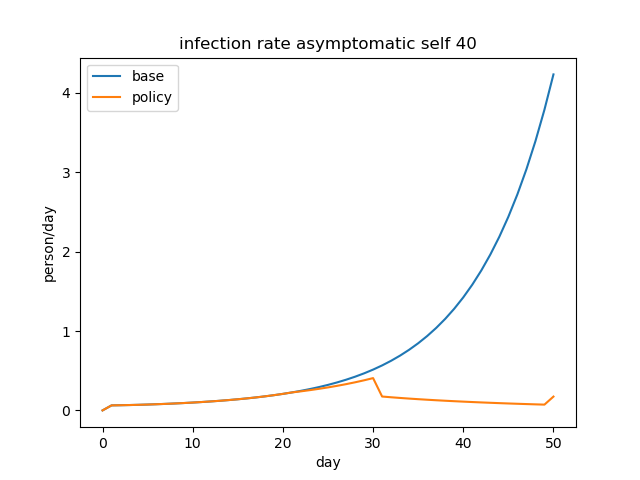 infection rate asymptomatic self 40
base
policy
4
3
2
1
0
person/day
0 10 20 30 40 50
day